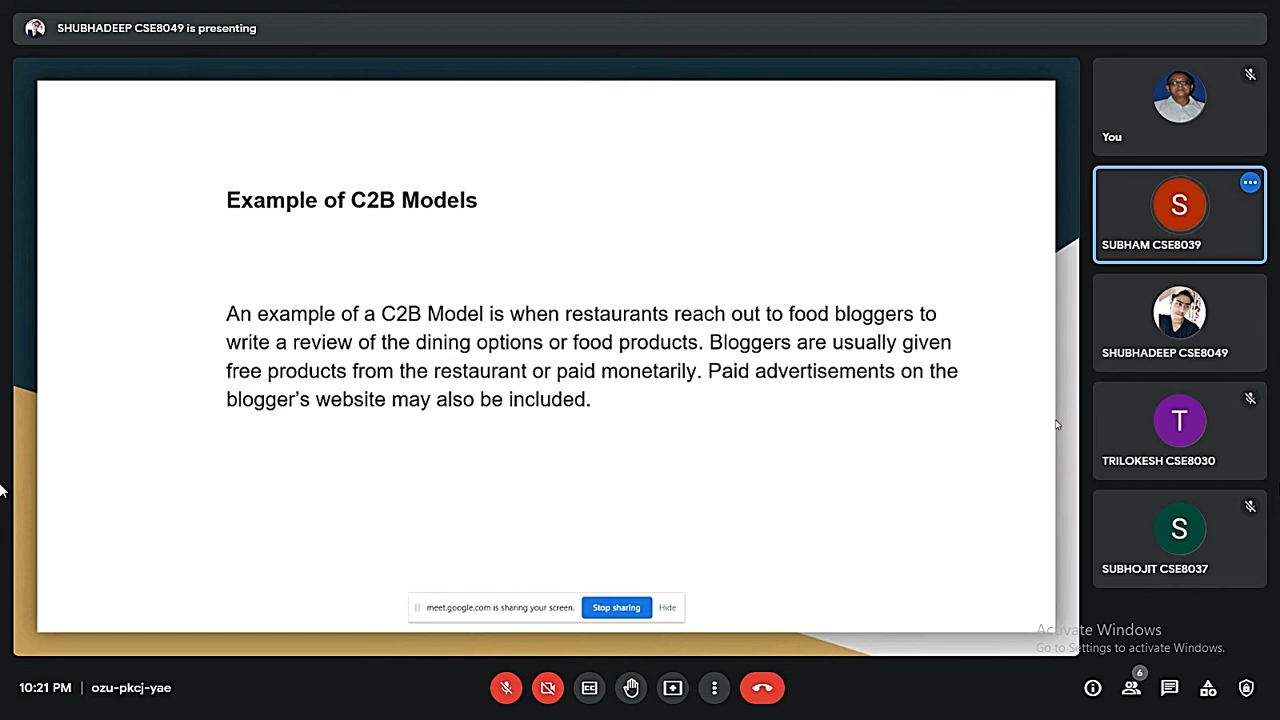 SHUBHADEEP CSE8049 is presenting
Example of C2B Models
An example of a C2B Model is when restaurants reach out to food bloggers to
write a review of the dining options or food products. Bloggers are usually given
free products from the restaurant or paid monetarily. Paid advertisements on the
blogger's website may also be included.
meet.google.com is sharing your screen. Stop sharing Hide
You
S
SUBHAM CSE8039
SHUBHADEEP CSE8049
T
TRILOKESH CSE8030
S
SUBHOJIT CSE8037
Activate Windows
Go to Settings to activate Windows.
10:21 PM | ozu-pkcj-yae
6